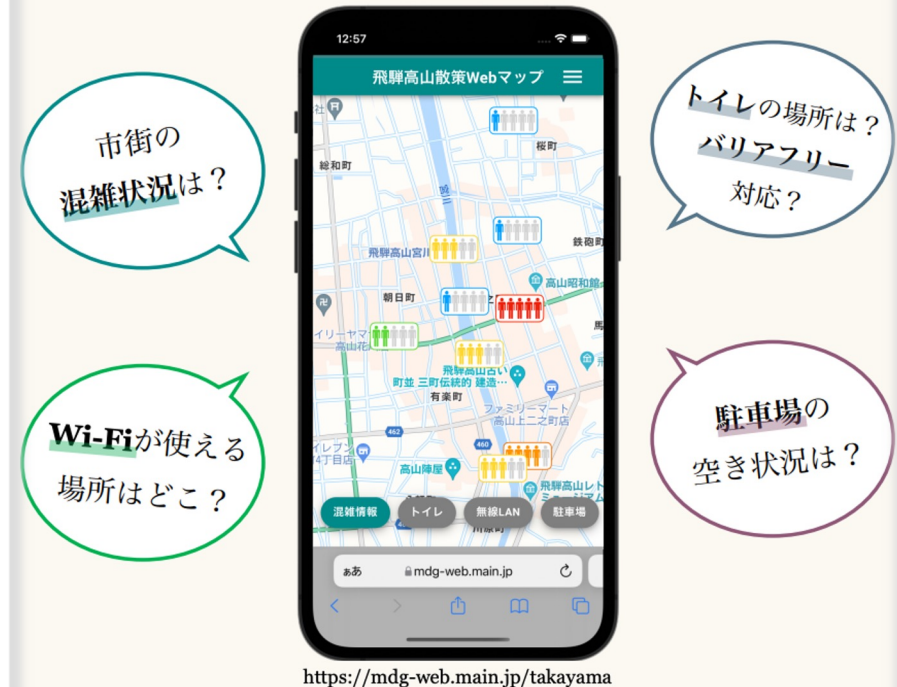 市街の
混雑状況は？
トイレの場所は？
バリアフリー
対応？
Wi-Fiが使える
場所はどこ？
駐車場の
空き状況は？
12:57
飛騨高山散策Webマップ
桜町
総和町
鉄砲町
飛騨高山宮川
高山昭和館
朝日町
飛騨高山古い
町並 三町伝統的 建造…
有楽町
ファミリーマート
高山上二之町店
462
460
高山陣屋
飛騨高山レト
混雑情報
トイレ
無線LAN
駐車場
ぁあ
mdg-web.main.jp
https://mdg-web.main.jp/takayama